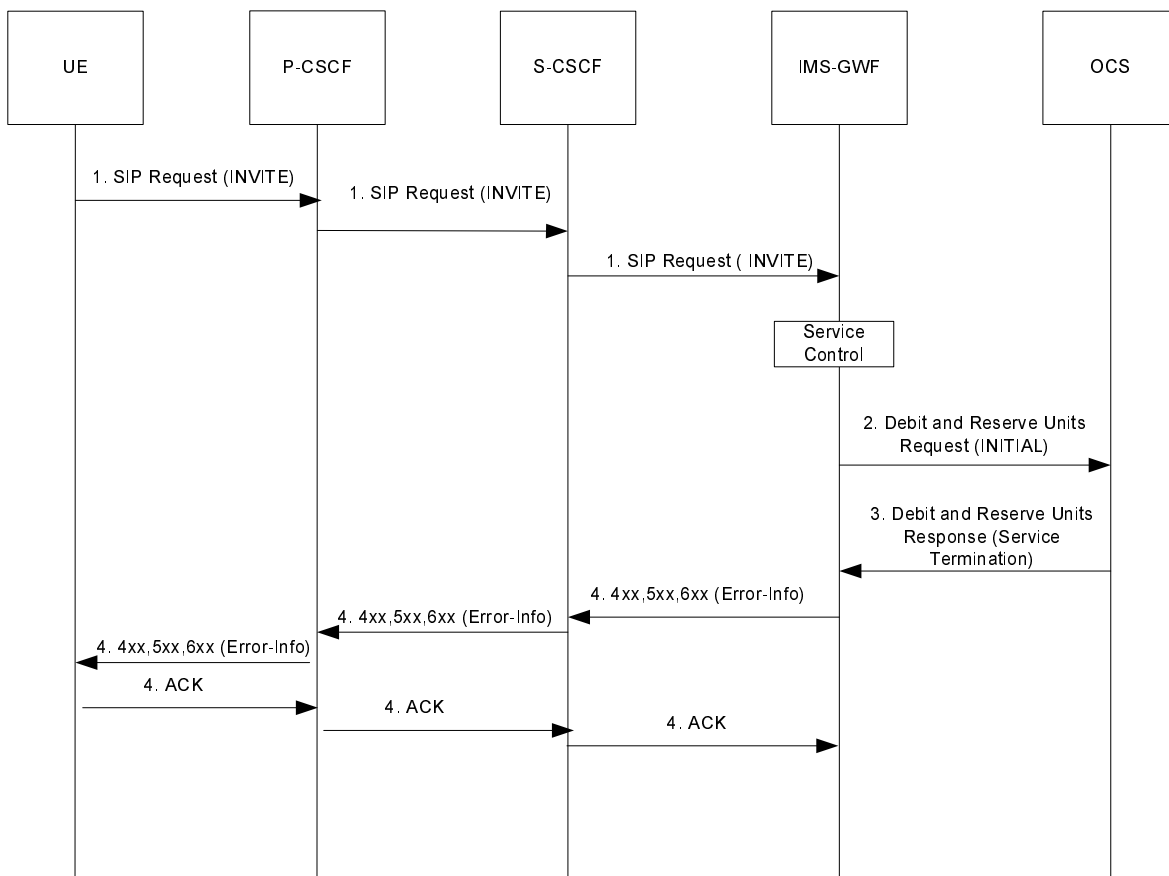 UE
P-CSCF
S-CSCF
IMS-GWF
OCS
1. SIP Request (INVITE)
1. SIP Request (INVITE)
1. SIP Request ( INVITE)
Service
Control
2. Debit and Reserve Units
Request (INITIAL)
3. Debit and Reserve Units
Response (Service
Termination)
4. 4xx,5xx,6xx (Error-Info)
4. 4xx,5xx,6xx (Error-Info)
4. 4xx,5xx,6xx (Error-Info)
4. ACK
4. ACK
4. ACK